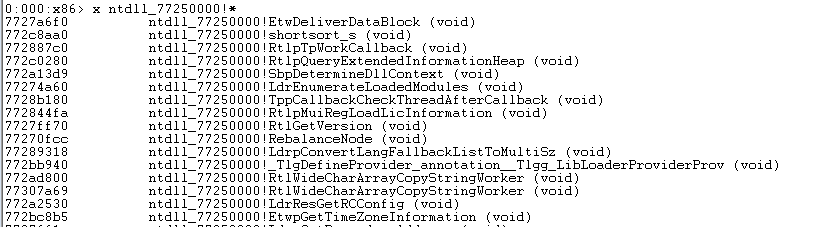 0:000:x86> x ntdll_77250000!*
7727a6f0 ntdll_77250000!EtwDeliverDataBlock (void)
772c8aa0 ntdll_77250000!shortsort_s (void)
772887c0 ntdll_77250000!RtlpTpWorkCallback (void)
772c0280 ntdll_77250000!RtlpQueryExtendedInformationHeap (void)
772a13d9 ntdll_77250000!SbpDetermineDllContext (void)
77274a60 ntdll_77250000!LdrEnumerateLoadedModules (void)
7728b180 ntdll_77250000!TppCallbackCheckThreadAfterCallback (void)
772844fa ntdll_77250000!RtlpMuiRegLoadLicInformation (void)
7727ff70 ntdll_77250000!RtlGetVersion (void)
77270fcc ntdll_77250000!RebalanceNode (void)
77289318 ntdll_77250000!LdrpConvertLangFallbackListToMultiSz (void)
772bb940 ntdll_77250000!_TlgDefineProvider_annotation__Tlgg_LibLoaderProviderProv (void)
772ad800 ntdll_77250000!RtlWideCharArrayCopyStringWorker (void)
77307a69 ntdll_77250000!RtlWideCharArrayCopyStringWorker (void)
772a2530 ntdll_77250000!LdrResGetRCConfig (void)
772bc8b5 ntdll_77250000!EtwpGetTimeZoneInformation (void)